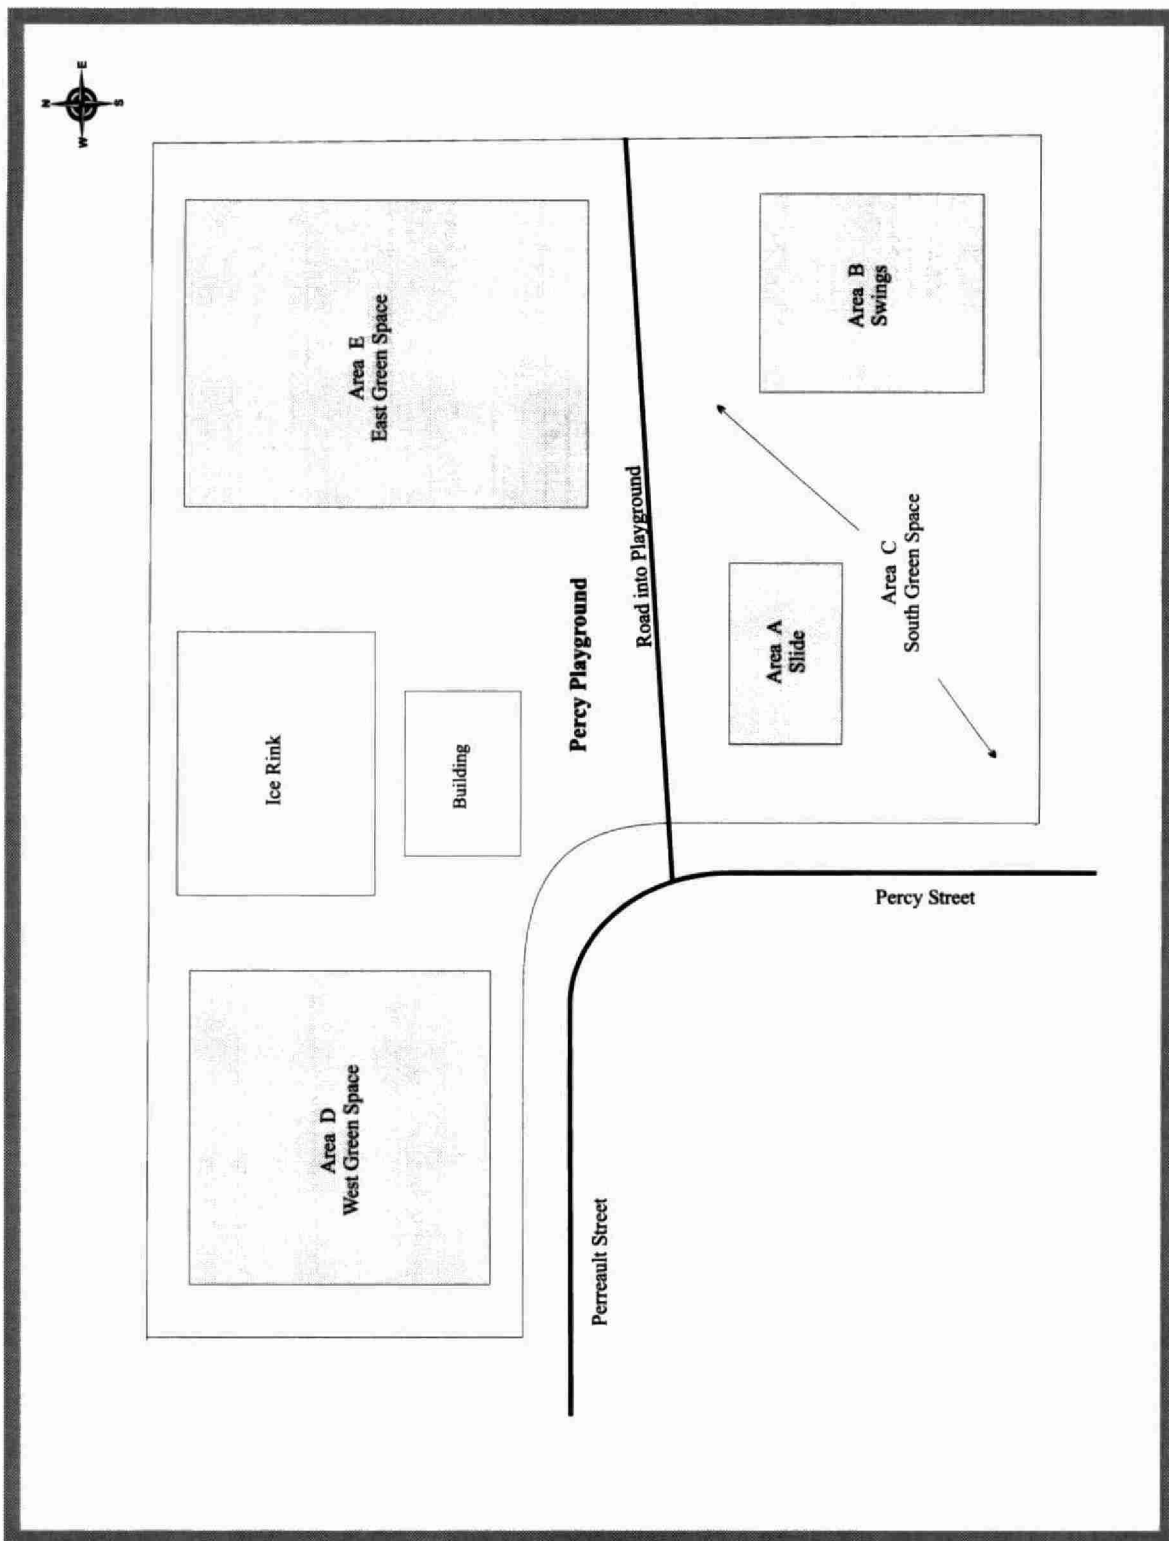 N
E
S
W
Ice Rink
Building
Area D
West Green Space
Area E
East Green Space
Percy Playground
Road into Playground
Perreault Street
Percy Street
Area A
Slide
Area C
South Green Space
Area B
Swings